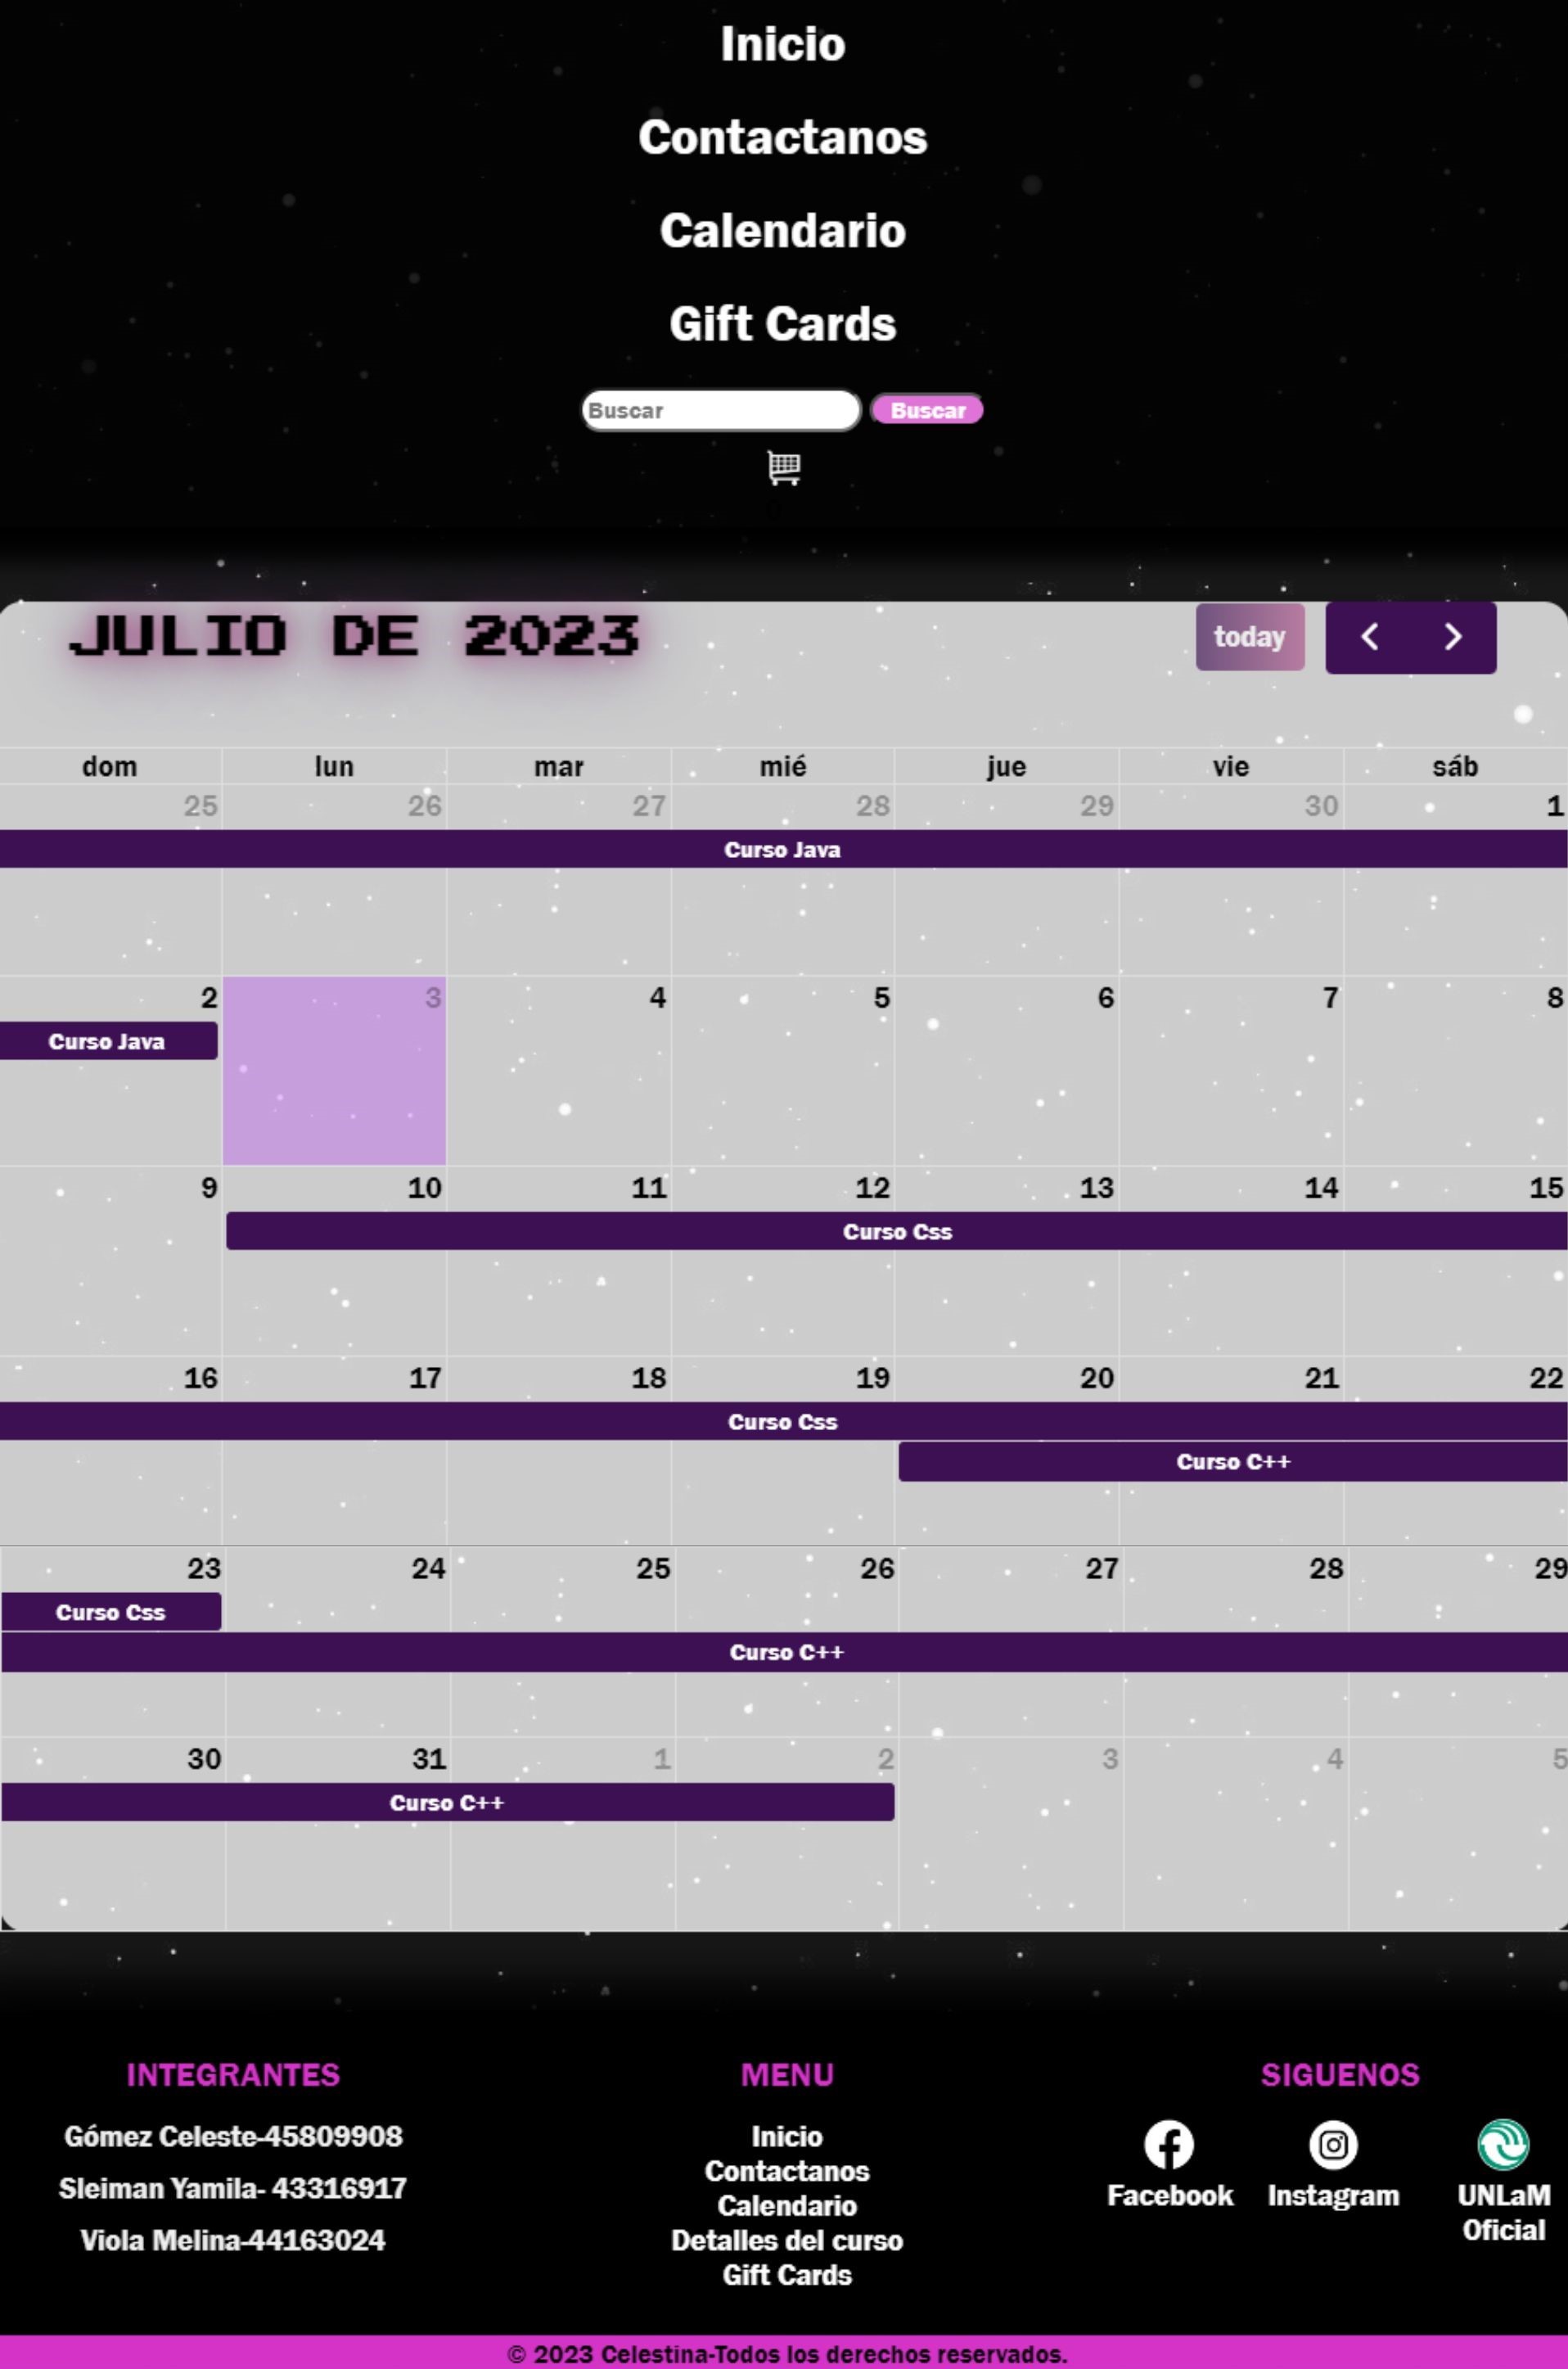 Inicio
Contactanos
Calendario
Gift Cards
Buscar Buscar
JULIO DE 2023 today
dom lun mar mié jue vie sáb
25 26 27 28 29 30 1
Curso Java
2 3 4 5 6 7 8
Curso Java
9 10 11 12 13 14 15
Curso Css
16 17 18 19 20 21 22
Curso Css
Curso C++
23 24 25 26 27 28 29
Curso Css
Curso C++
30 31 1 2 3 4 5
Curso C++
INTEGRANTES
Gómez Celeste-45809908
Sleiman Yamila- 43316917
Viola Melina-44163024
MENU
Inicio
Contactanos
Calendario
Detalles del curso
Gift Cards
SIGUENOS
Facebook
Instagram
UNLaM
Oficial
© 2023 Celestina-Todos los derechos reservados.